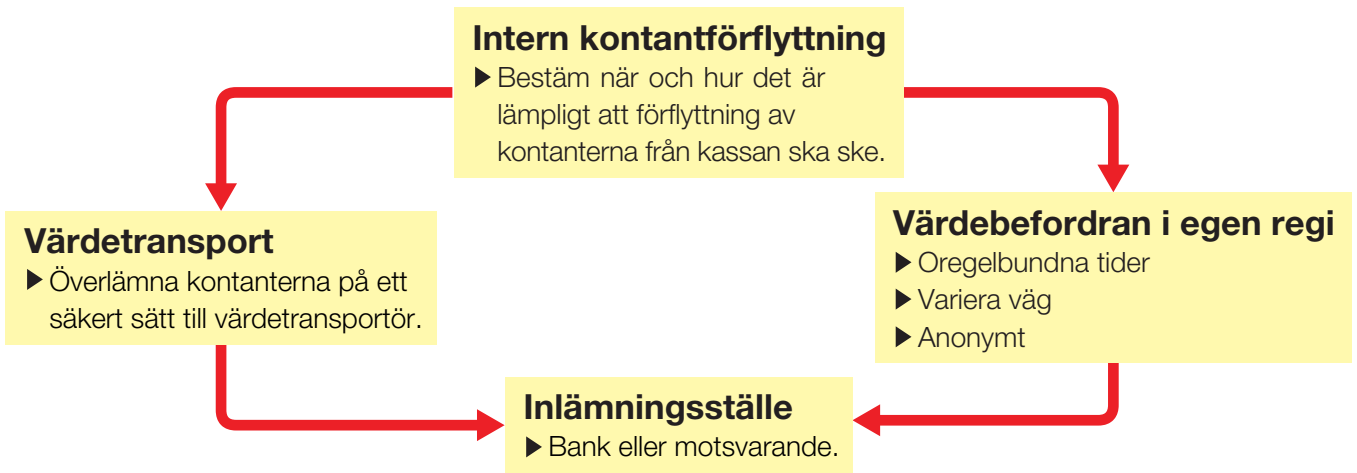 Intern kontantförflyttning
▶ Bestäm när och hur det är
lämpligt att förflyttning av
kontanterna från kassan ska ske.
Värdetransport
▶ Överlämna kontanterna på ett
säkert sätt till värdetransportör.
Värdebefordran i egen regi
▶ Oregelbundna tider
▶ Variera väg
▶ Anonymt
Inlämningsställe
▶ Bank eller motsvarande.